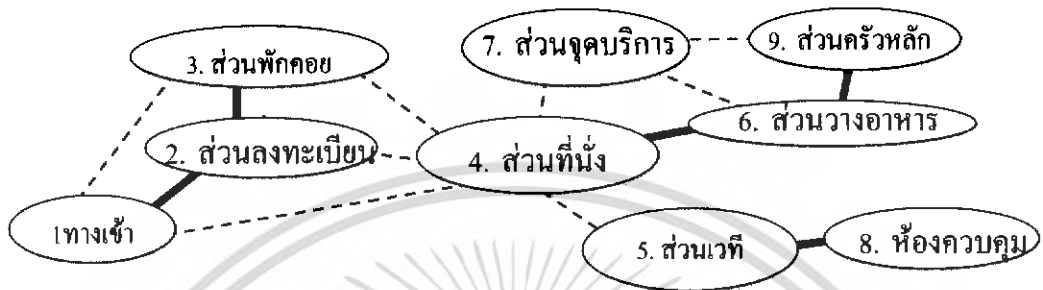 7. ส่วนจุดบริการ
9. ส่วนครัวหลัก
3. ส่วนพักคอย
6. ส่วนวางอาหาร
2. ส่วนลงทะเบียน
4. ส่วนที่นั่ง
1ทางเข้า
5. ส่วนเวที
8. ห้องควบคุม